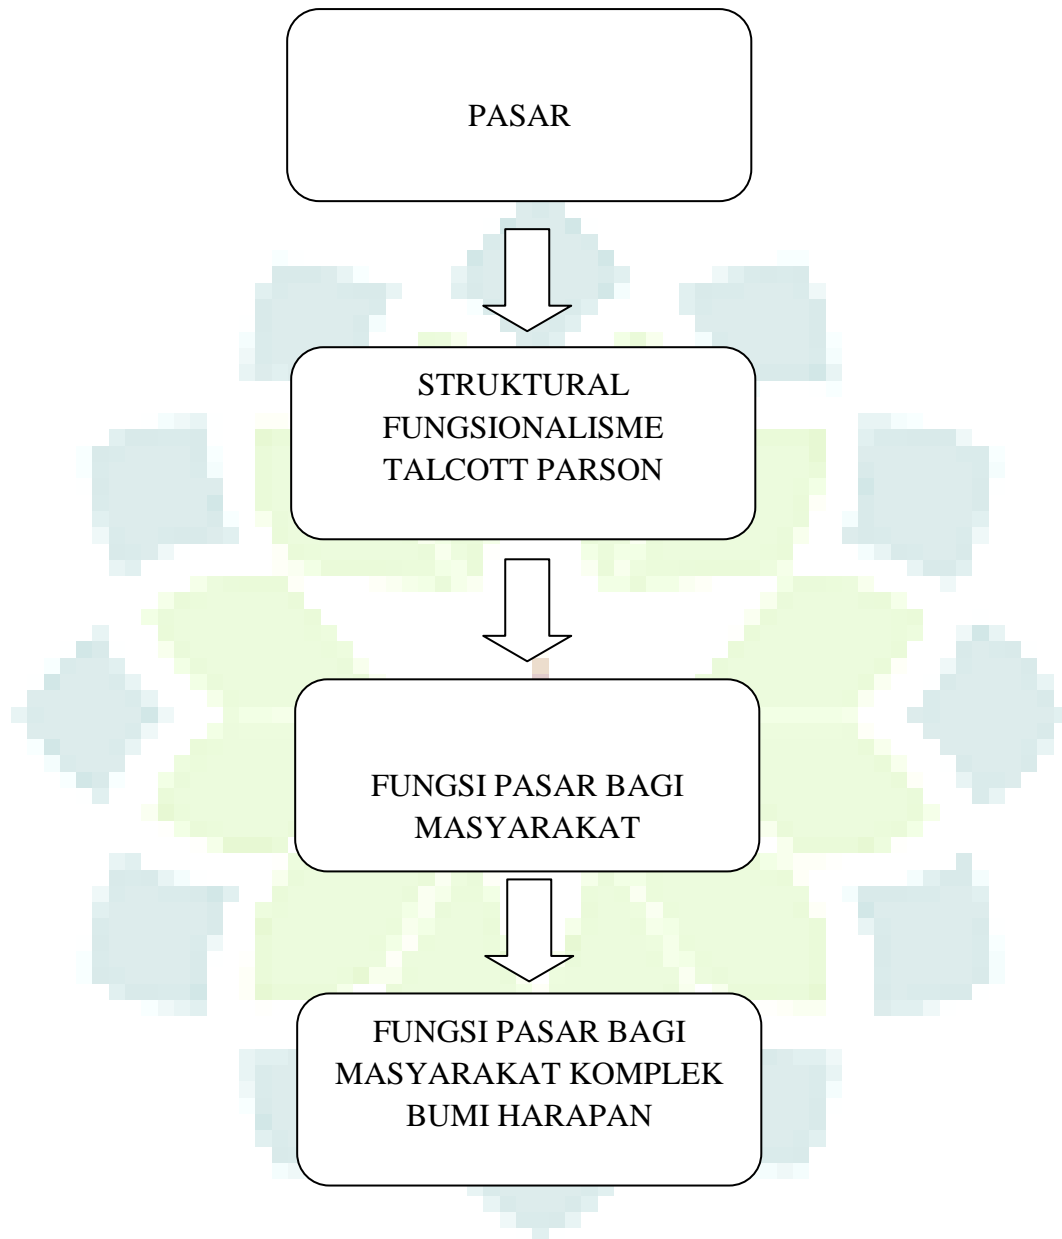 PASAR
STRUKTURAL
FUNGSIONALISME
TALCOTT PARSON
FUNGSI PASAR BAGI
MASYARAKAT
FUNGSI PASAR BAGI
MASYARAKAT KOMPLEK
BUMI HARAPAN